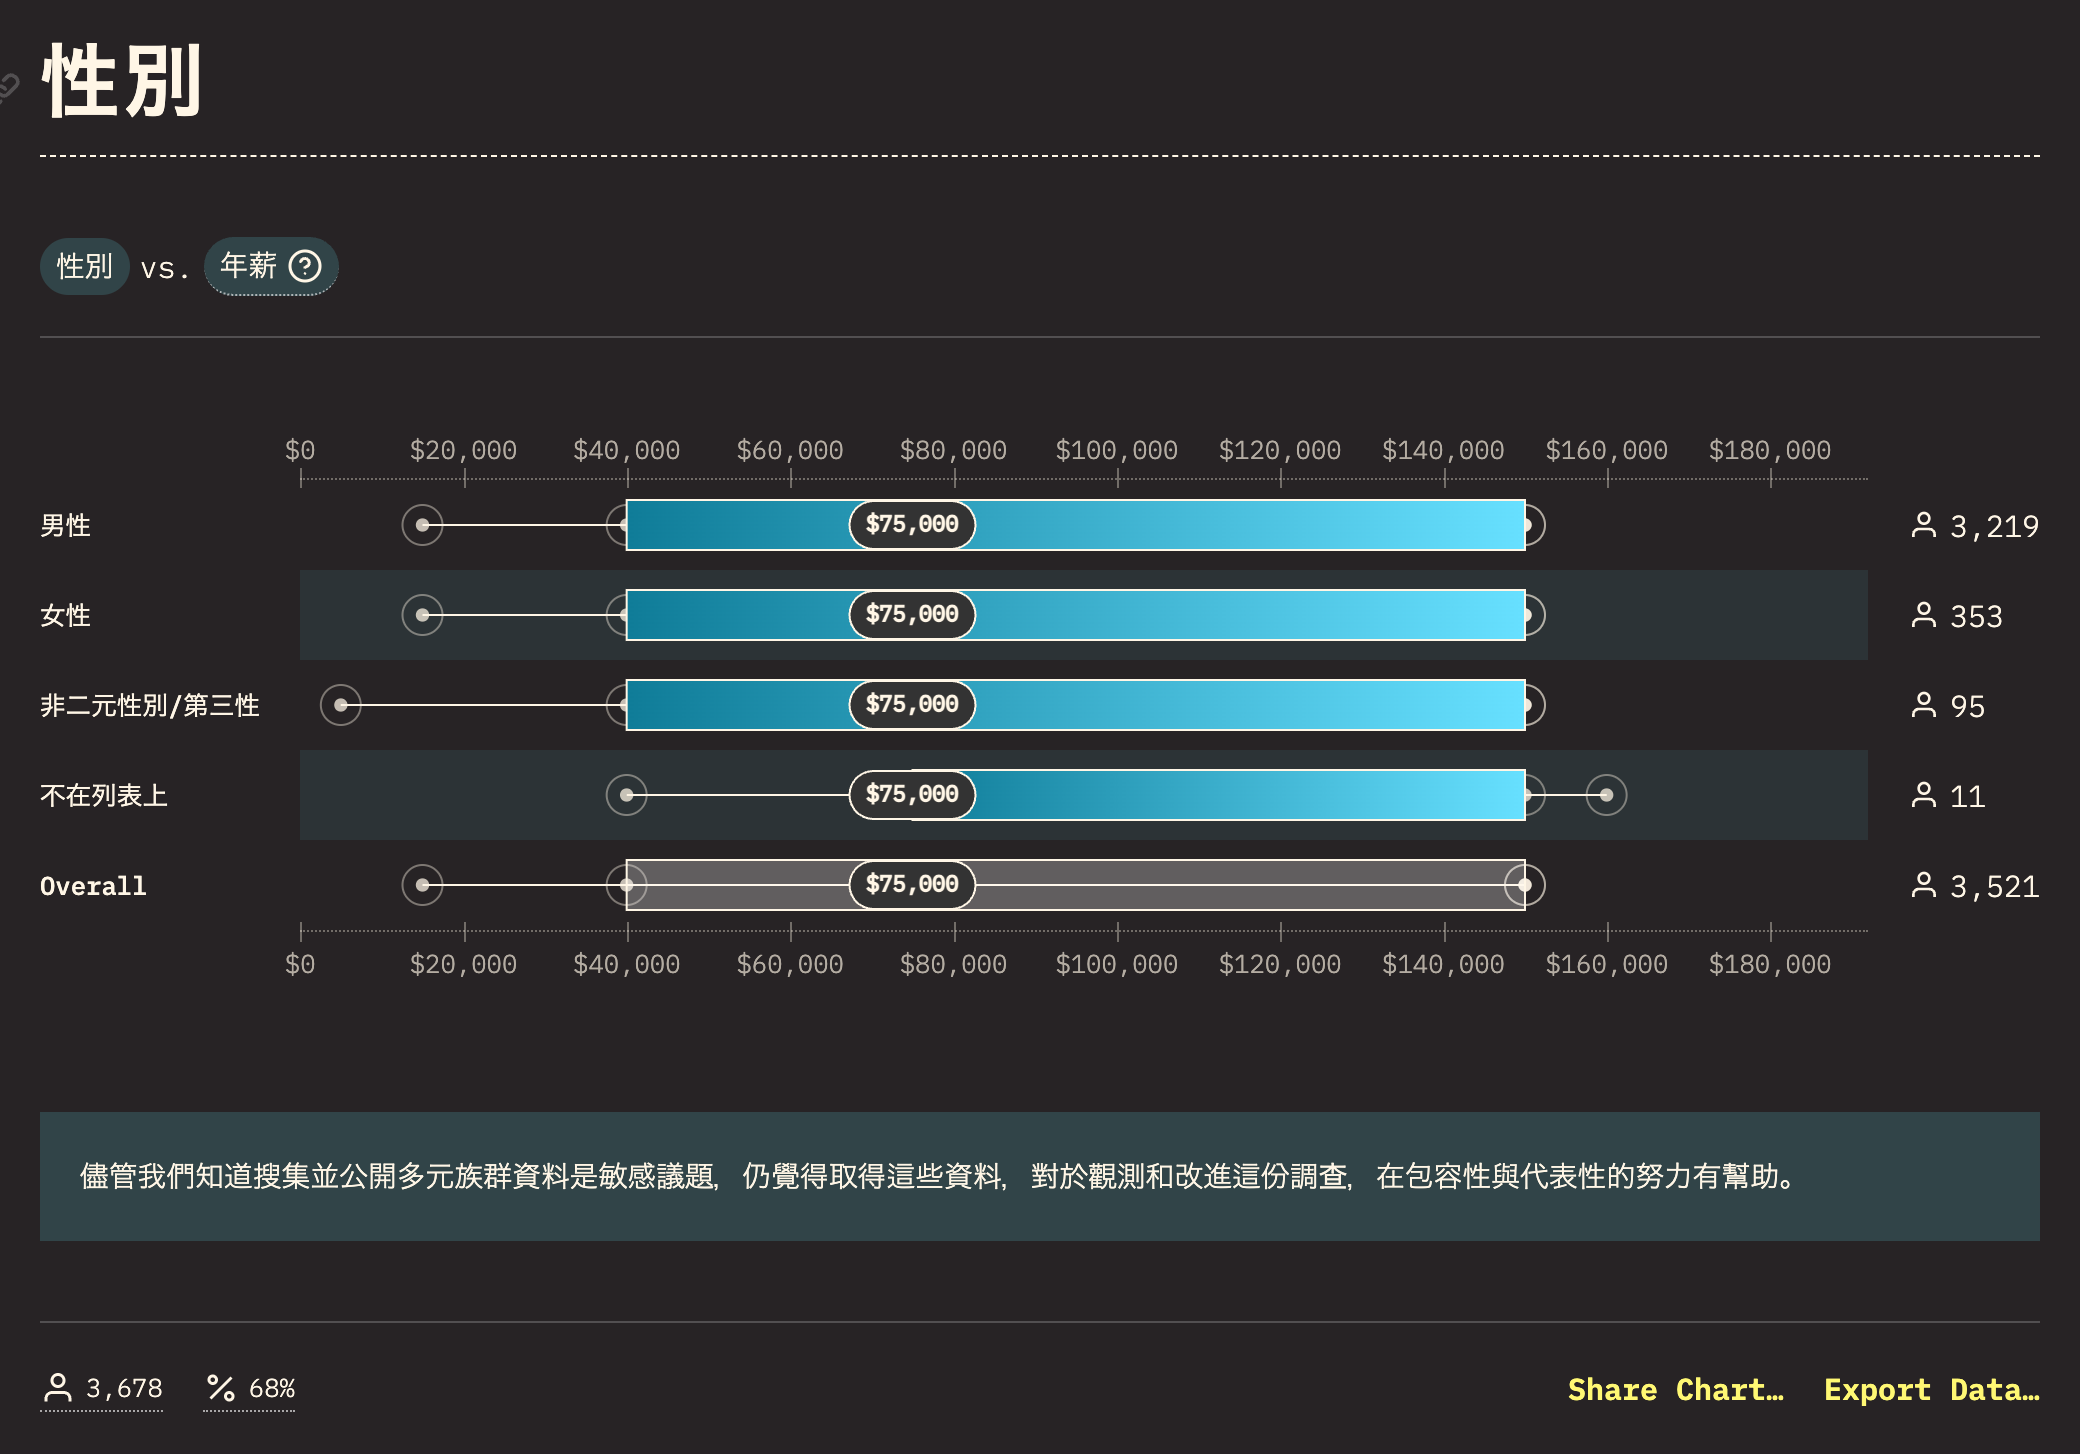 性別
性別 vs. 年薪
$0 $20,000 $40,000 $60,000 $80,000 $100,000 $120,000 $140,000 $160,000 $180,000
男性 $75,000 3,219
女性 $75,000 353
非二元性別/第三性 $75,000 95
不在列表上 $75,000 11
Overall $75,000 3,521
$0 $20,000 $40,000 $60,000 $80,000 $100,000 $120,000 $140,000 $160,000 $180,000
儘管我們知道搜集並公開多元族群資料是敏感議題，仍覺得取得這些資料，對於觀測和改進這份調查，在包容性與代表性的努力有幫助。
3,678 68% Share Chart… Export Data…